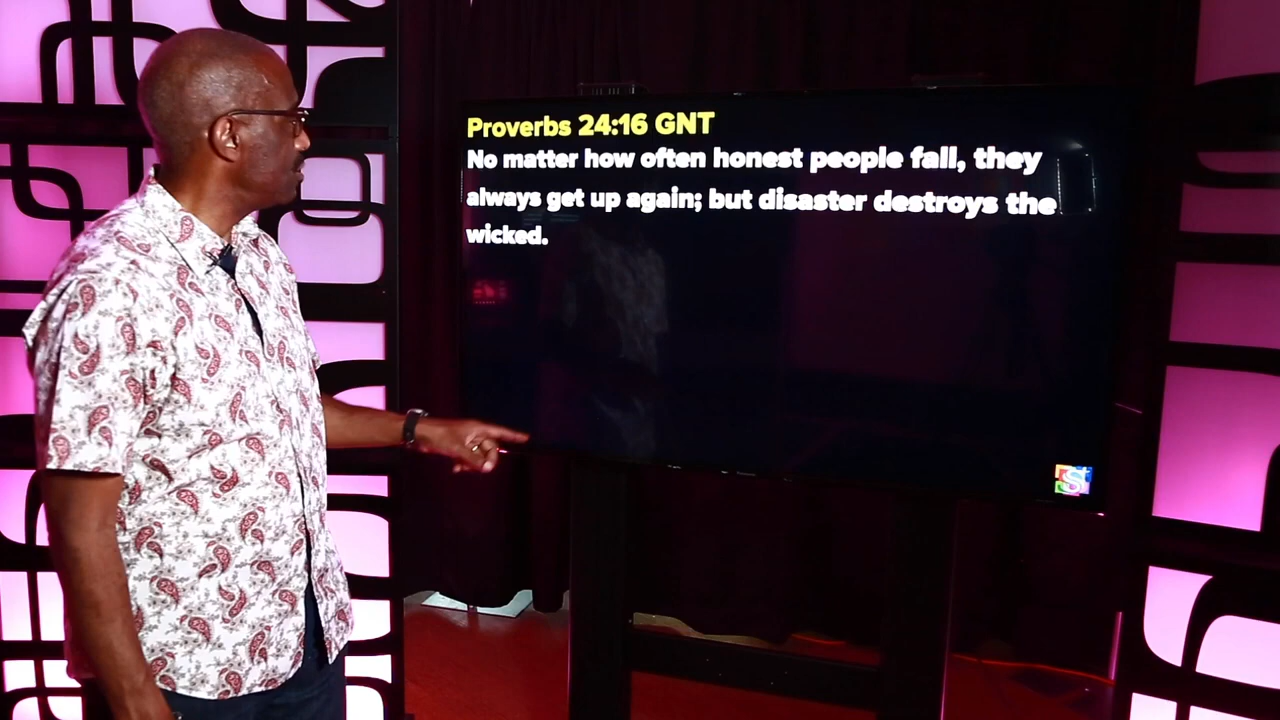 Proverbs 24:16 GNT
No matter how often honest people fall, they
always get up again; but disaster destroys the
wicked.
S